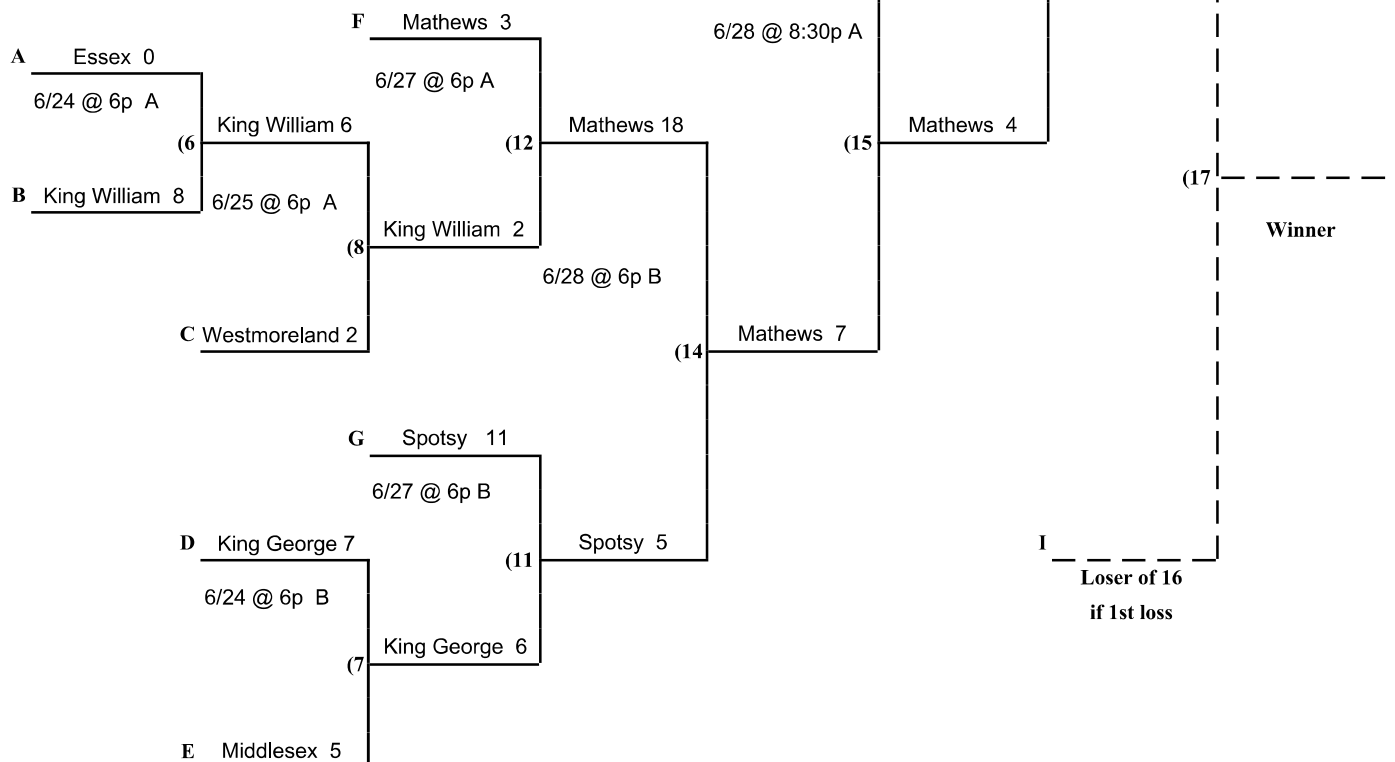 F Mathews 3
6/28 @ 8:30p A
A Essex 0
6/27 @ 6p A
6/24 @ 6p A
King William 6
Mathews 18
Mathews 4
(6
(12
(15
(17
B King William 8
6/25 @ 6p A
King William 2
Winner
(8
6/28 @ 6p B
C Westmoreland 2
Mathews 7
(14
G Spotsy 11
6/27 @ 6p B
D King George 7
Spotsy 5
I
(11
Loser of 16
if 1st loss
6/24 @ 6p B
King George 6
(7
E Middlesex 5